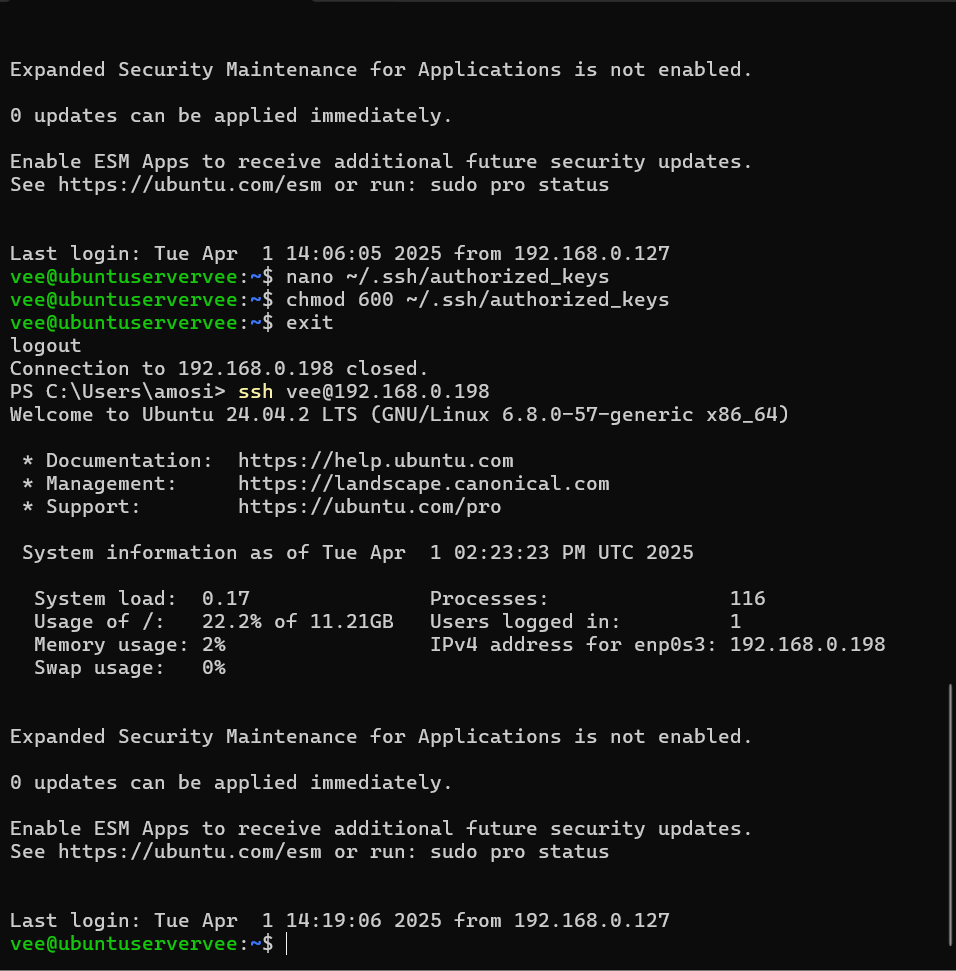 Expanded Security Maintenance for Applications is not enabled.
0 updates can be applied immediately.
Enable ESM Apps to receive additional future security updates.
See https://ubuntu.com/esm or run: sudo pro status
Last login: Tue Apr  1 14:06:05 2025 from 192.168.0.127
vee@ubuntuservervee:~$ nano ~/.ssh/authorized_keys
vee@ubuntuservervee:~$ chmod 600 ~/.ssh/authorized_keys
vee@ubuntuservervee:~$ exit
logout
Connection to 192.168.0.198 closed.
PS C:\Users\amosi> ssh vee@192.168.0.198
Welcome to Ubuntu 24.04.2 LTS (GNU/Linux 6.8.0-57-generic x86_64)
 * Documentation:  https://help.ubuntu.com
 * Management:     https://landscape.canonical.com
 * Support:        https://ubuntu.com/pro
 System information as of Tue Apr  1 02:23:23 PM UTC 2025
  System load:  0.17               Processes:               116
  Usage of /:   22.2% of 11.21GB   Users logged in:         1
  Memory usage: 2%                 IPv4 address for enp0s3: 192.168.0.198
  Swap usage:   0%
Expanded Security Maintenance for Applications is not enabled.
0 updates can be applied immediately.
Enable ESM Apps to receive additional future security updates.
See https://ubuntu.com/esm or run: sudo pro status
Last login: Tue Apr  1 14:19:06 2025 from 192.168.0.127
vee@ubuntuservervee:~$